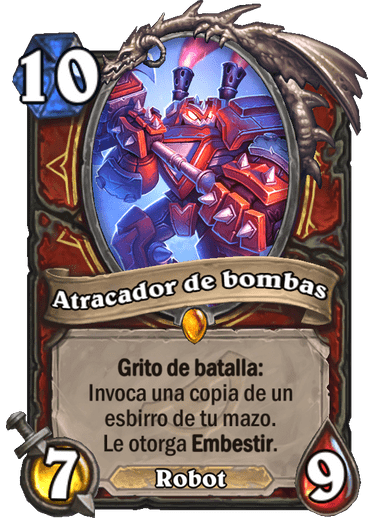 10
Atracador de bombas
Grito de batalla:
Invoca una copia de un
esbirro de tu mazo.
Le otorga Embestir.
7
Robot
9